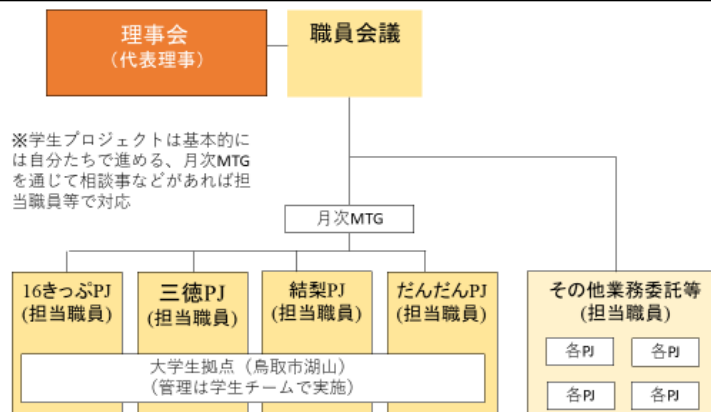 理事会
（代表理事）
職員会議
※学生プロジェクトは基本的に
は自分たちで進める、月次MTG
を通じて相談事などがあれば担
当職員等で対応
月次MTG
16きっぷPJ
(担当職員)
三徳PJ
(担当職員)
結梨PJ
(担当職員)
だんだんPJ
(担当職員)
その他業務委託等
(担当職員)
各PJ
各PJ
各PJ
各PJ
大学生拠点（鳥取市湖山）
（管理は学生チームで実施）